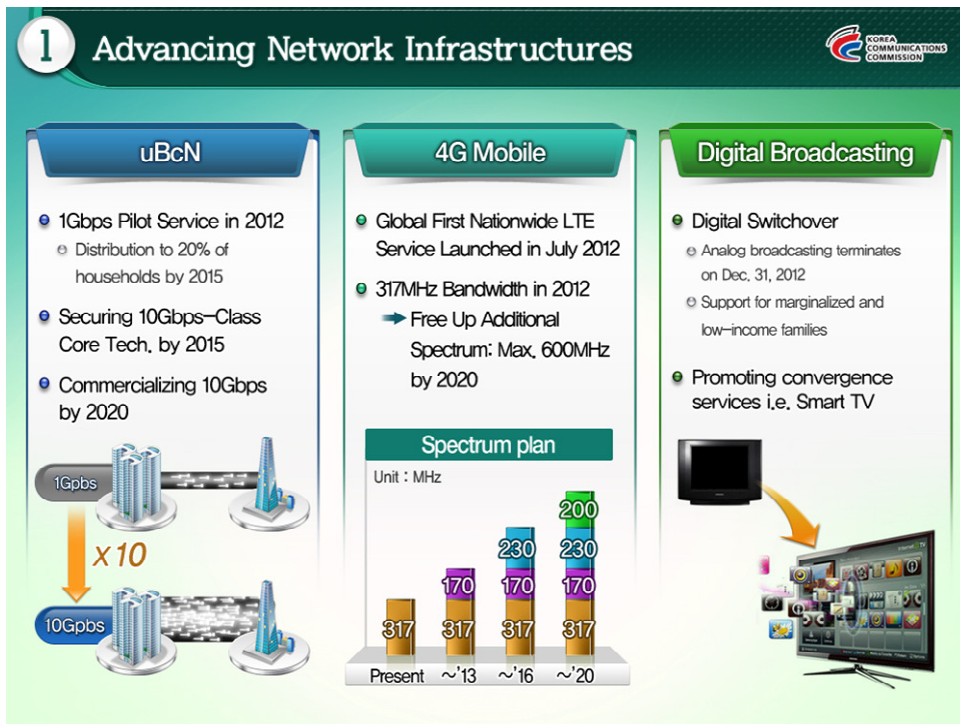 1 Advancing Network Infrastructures
KOREA
COMMUNICATIONS
COMMISSION
uBcN
1Gbps Pilot Service in 2012
Distribution to 20% of
households by 2015
Securing 10Gbps-Class
Core Tech. by 2015
Commercializing 10Gbps
by 2020
1Gpbs
X10
10Gpbs
4G Mobile
Global First Nationwide LTE
Service Launched in July 2012
317MHz Bandwidth in 2012
Free Up Additional
Spectrum: Max. 600MHz
by 2020
Spectrum plan
Unit : MHz
200
230 230
170 170 170
317 317 317 317
Present ~'13 ~'16 ~'20
Digital Broadcasting
Digital Switchover
Analog broadcasting terminates
on Dec. 31, 2012
Support for marginalized and
low-income families
Promoting convergence
services i.e. Smart TV